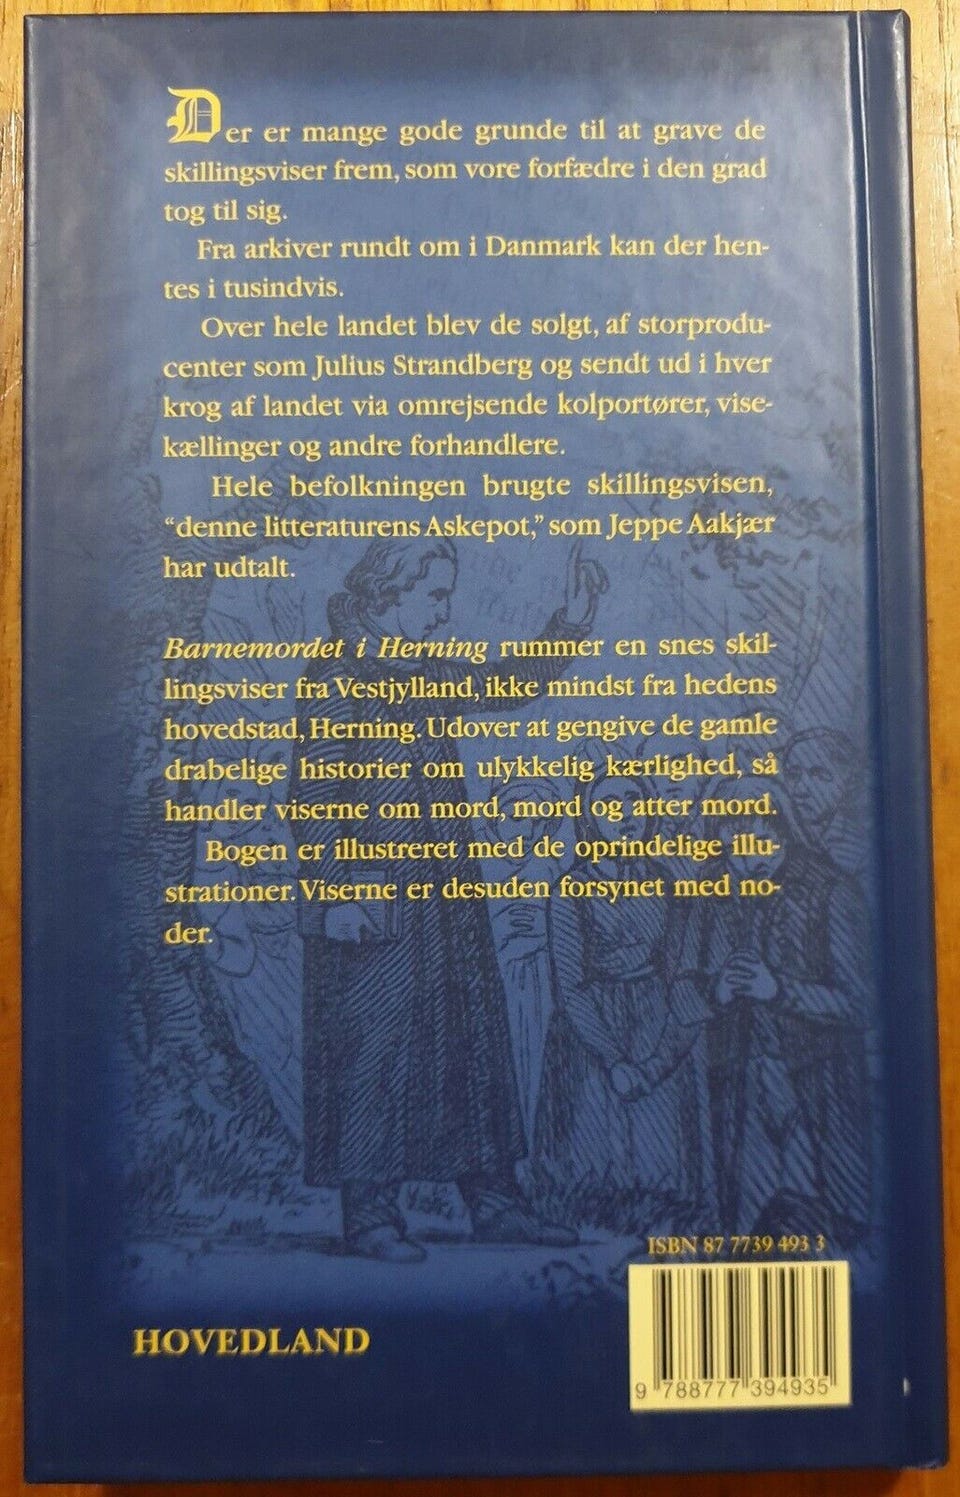 Der er mange gode grunde til at grave de
skillingsviser frem, som vore forfædre i den grad
tog til sig.
Fra arkiver rundt om i Danmark kan der hen-
tes i tusindvis.
Over hele landet blev de solgt, af storprodu-
center som Julius Strandberg og sendt ud i hver
krog af landet via omrejsende kolportører, vise-
kællinger og andre forhandlere.
Hele befolkningen brugte skillingsvisen,
“denne litteraturens Askepot,” som Jeppe Aakjær
har udtalt.
Barnemordet i Herning rummer en snes skil-
lingsviser fra Vestjylland, ikke mindst fra hedens
hovedstad, Herning. Udover at gengive de gamle
drabelige historier om ulykkelig kærlighed, så
handler viserne om mord, mord og atter mord.
Bogen er illustreret med de oprindelige illu-
strationer. Viserne er desuden forsynet med no-
der.
ISBN 87 7739 493 3
HOVEDLAND
9 788777 394935